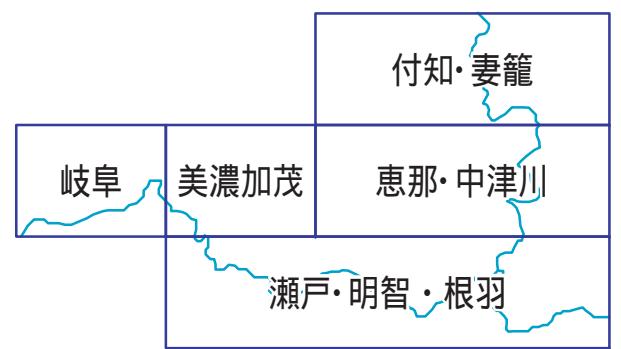 付知・妻籠
岐阜
美濃加茂
恵那・中津川
瀬戸・明智・根羽